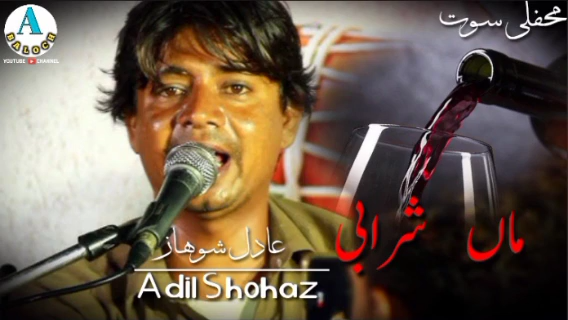 A
BALOCH
YOUTUBE CHANNEL
محفلی سوت
ماں شرابی
عادل شوھاز
Adil Shohaz